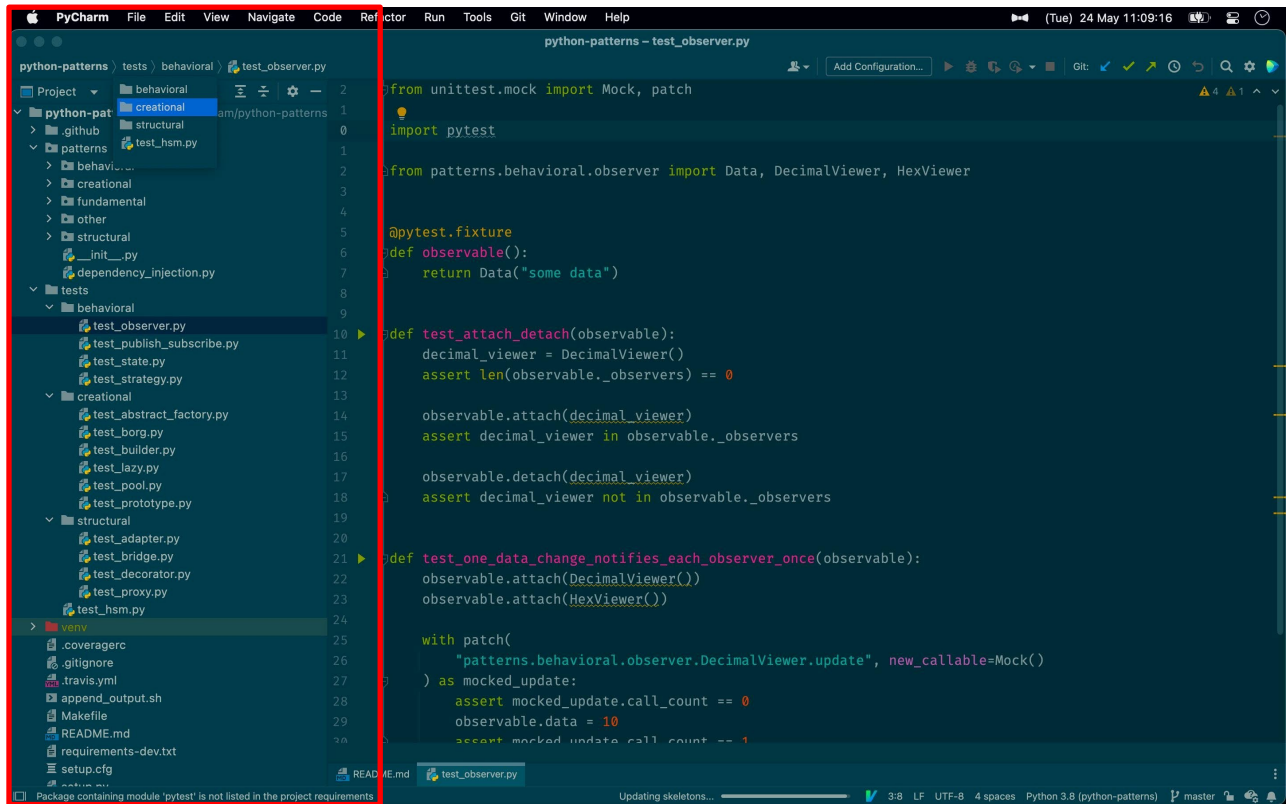 PyCharm File Edit View Navigate Code Refactor Run Tools Git Window Help (Tue) 24 May 11:09:16
python-patterns – test_observer.py
python-patterns 〉 tests 〉 behavioral 〉 test_observer.py
Add Configuration...
Git:
Project
behavioral
creational
structural
test_hsm.py
python-pat
am/python-patterns
.github
patterns
behavioral
creational
fundamental
other
structural
__init__.py
dependency_injection.py
tests
behavioral
test_observer.py
test_publish_subscribe.py
test_state.py
test_strategy.py
creational
test_abstract_factory.py
test_borg.py
test_builder.py
test_lazy.py
test_pool.py
test_prototype.py
structural
test_adapter.py
test_bridge.py
test_decorator.py
test_proxy.py
test_hsm.py
venv
.coveragerc
.gitignore
.travis.yml
append_output.sh
Makefile
README.md
requirements-dev.txt
setup.cfg
setup.py
4 1
2 from unittest.mock import Mock, patch
1
0 import pytest
1
2 from patterns.behavioral.observer import Data, DecimalViewer, HexViewer
3
4
5 @pytest.fixture
6 def observable():
7 return Data("some data")
8
9
10 def test_attach_detach(observable):
11 decimal_viewer = DecimalViewer()
12 assert len(observable._observers) == 0
13
14 observable.attach(decimal_viewer)
15 assert decimal_viewer in observable._observers
16
17 observable.detach(decimal_viewer)
18 assert decimal_viewer not in observable._observers
19
20
21 def test_one_data_change_notifies_each_observer_once(observable):
22 observable.attach(DecimalViewer())
23 observable.attach(HexViewer())
24
25 with patch(
26 "patterns.behavioral.observer.DecimalViewer.update", new_callable=Mock()
27 ) as mocked_update:
28 assert mocked_update.call_count == 0
29 observable.data = 10
30 assert mocked_update.call_count == 1
README.md test_observer.py
Package containing module 'pytest' is not listed in the project requirements Updating skeletons... 3:8 LF UTF-8 4 spaces Python 3.8 (python-patterns) master